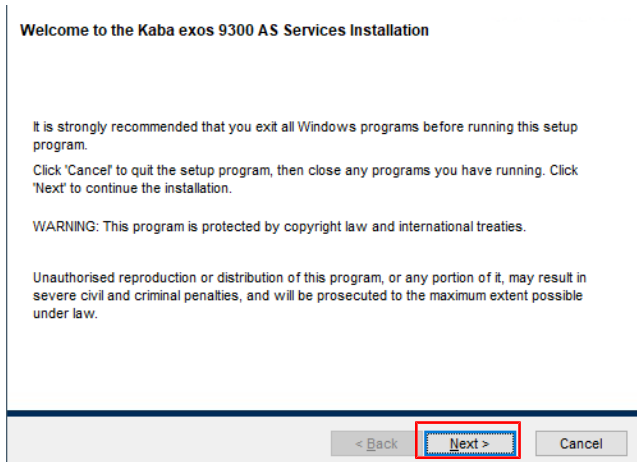 Welcome to the Kaba exos 9300 AS Services Installation
It is strongly recommended that you exit all Windows programs before running this setup
program.
Click 'Cancel' to quit the setup program, then close any programs you have running. Click
'Next' to continue the installation.
WARNING: This program is protected by copyright law and international treaties.
Unauthorised reproduction or distribution of this program, or any portion of it, may result in
severe civil and criminal penalties, and will be prosecuted to the maximum extent possible
under law.
< Back Next > Cancel